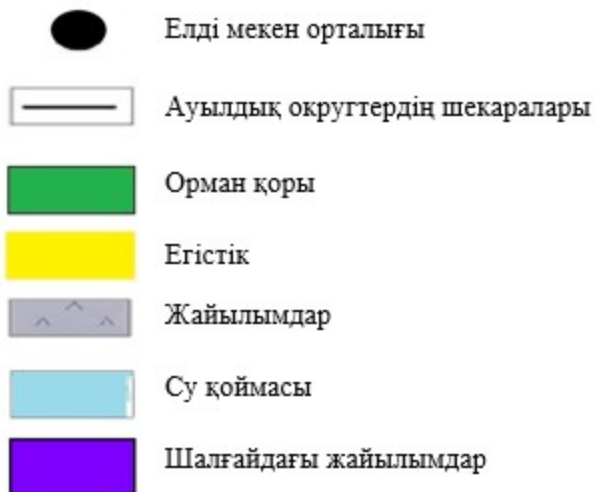 Елді мекен орталығы
Ауылдық округтердің шекаралары
Орман қоры
Егістік
Жайылымдар
Су қоймасы
Шалғайдағы жайылымдар